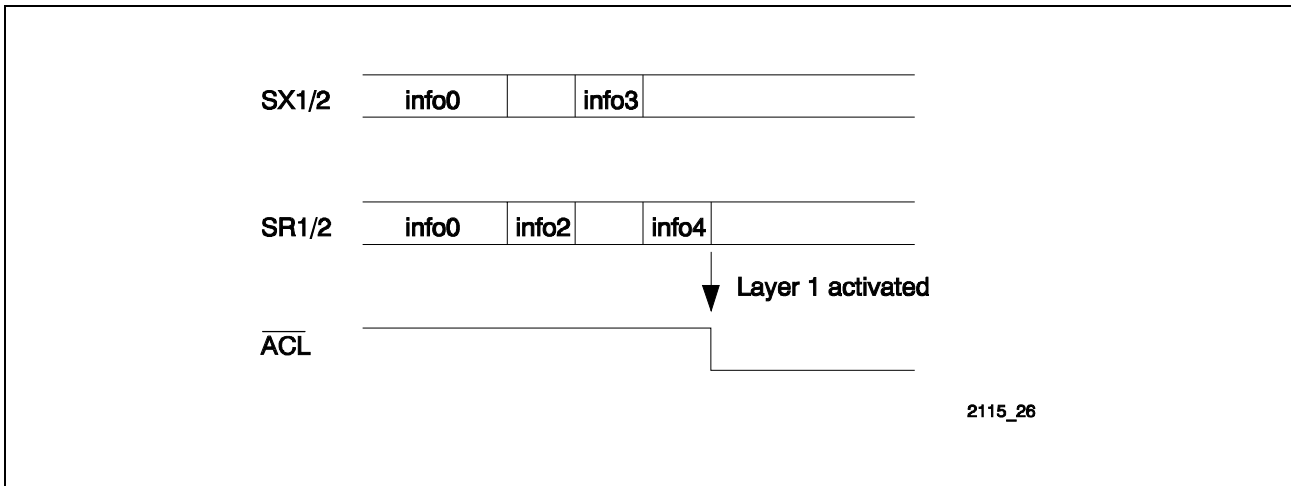 SX1/2 info0 info3
SR1/2 info0 info2 info4
Layer 1 activated
ACL
2115_26